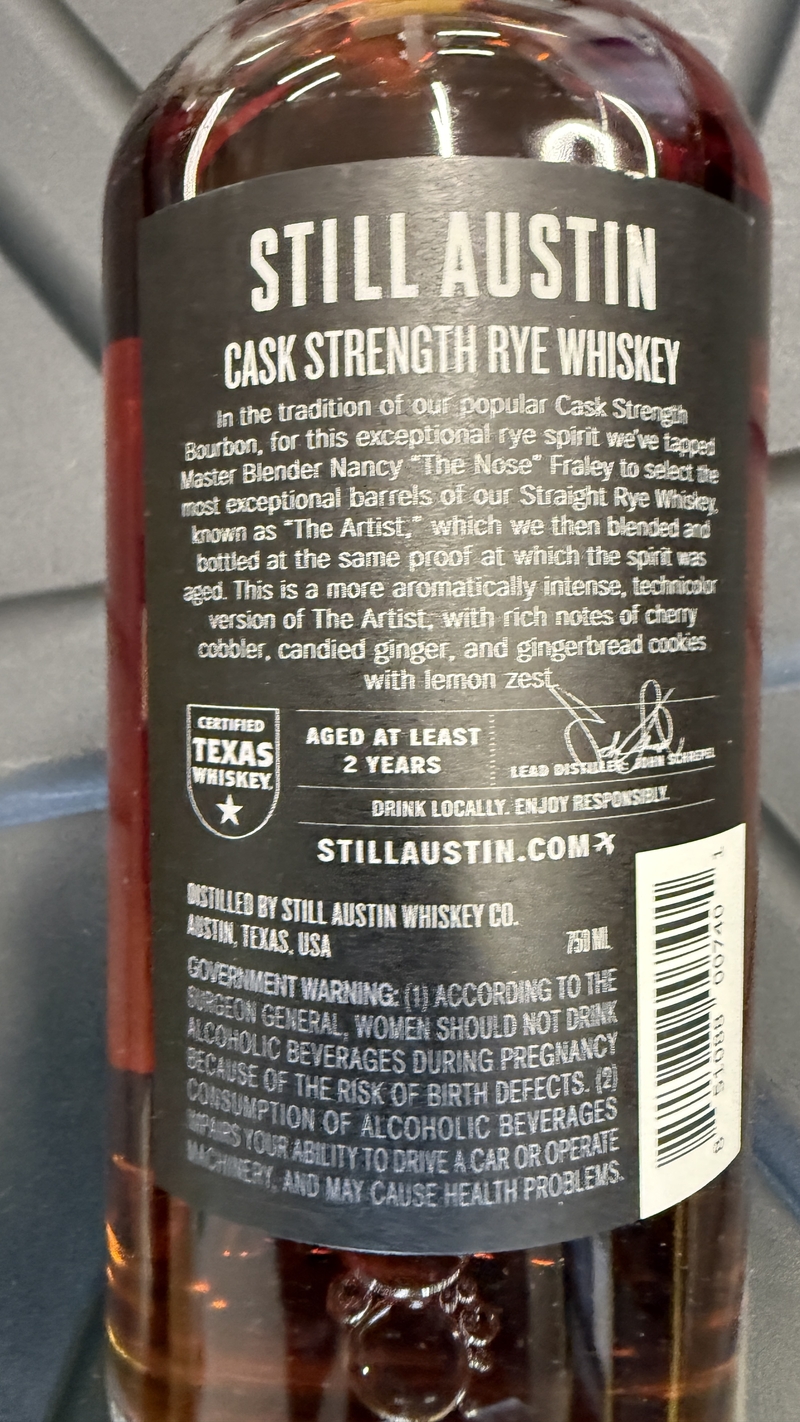 STILL AUSTIN
CASK STRENGTH RYE WHISKEY
In the tradition of our popular Cask Strength
Bourbon, for this exceptional rye spirit we've tapped
Master Blender Nancy "The Nose" Fraley to select the
most exceptional barrels of our Straight Rye Whiskey,
known as "The Artist," which we then blended and
bottled at the same proof at which the spirit was
aged. This is a more aromatically intense, technicolor
version of The Artist, with rich notes of cherry
cobbler, candied ginger, and gingerbread cookies
with lemon zest.
CERTIFIED
TEXAS
WHISKEY
AGED AT LEAST
2 YEARS
LEAD DISTILLER, JOHN SCHREPEL
DRINK LOCALLY. ENJOY RESPONSIBLY.
STILLAUSTIN.COM
DISTILLED BY STILL AUSTIN WHISKEY CO.
AUSTIN, TEXAS, USA
750 ML
GOVERNMENT WARNING: (1) ACCORDING TO THE
SURGEON GENERAL, WOMEN SHOULD NOT DRINK
ALCOHOLIC BEVERAGES DURING PREGNANCY
BECAUSE OF THE RISK OF BIRTH DEFECTS. (2)
CONSUMPTION OF ALCOHOLIC BEVERAGES
IMPAIRS YOUR ABILITY TO DRIVE A CAR OR OPERATE
MACHINERY, AND MAY CAUSE HEALTH PROBLEMS.
8 51088 00740 1